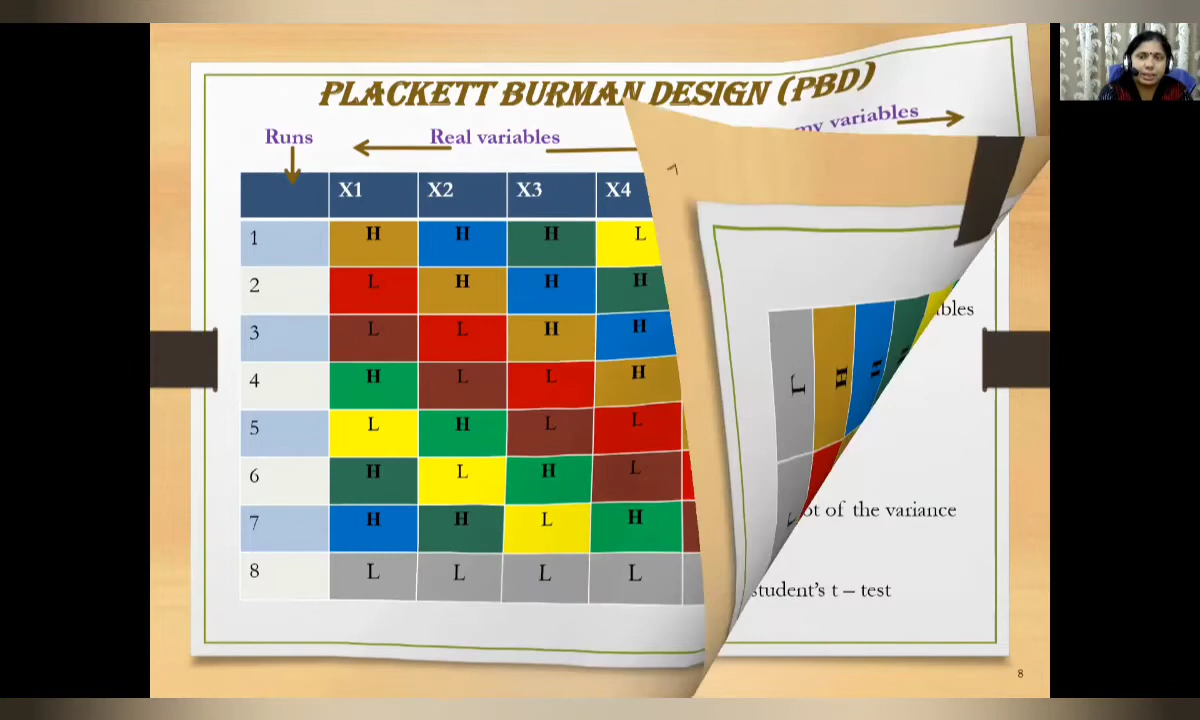 PLACKETT BURMAN DESIGN (PBD)
Runs Real variables my variables
X1 X2 X3 X4
1 H H H L
2 L H H H
3 L L H H
4 H L L H
5 L H L L
6 H L H L
7 H H L H
8 L L L L
bles
L H H H
L
ot of the variance
student's t – test
8